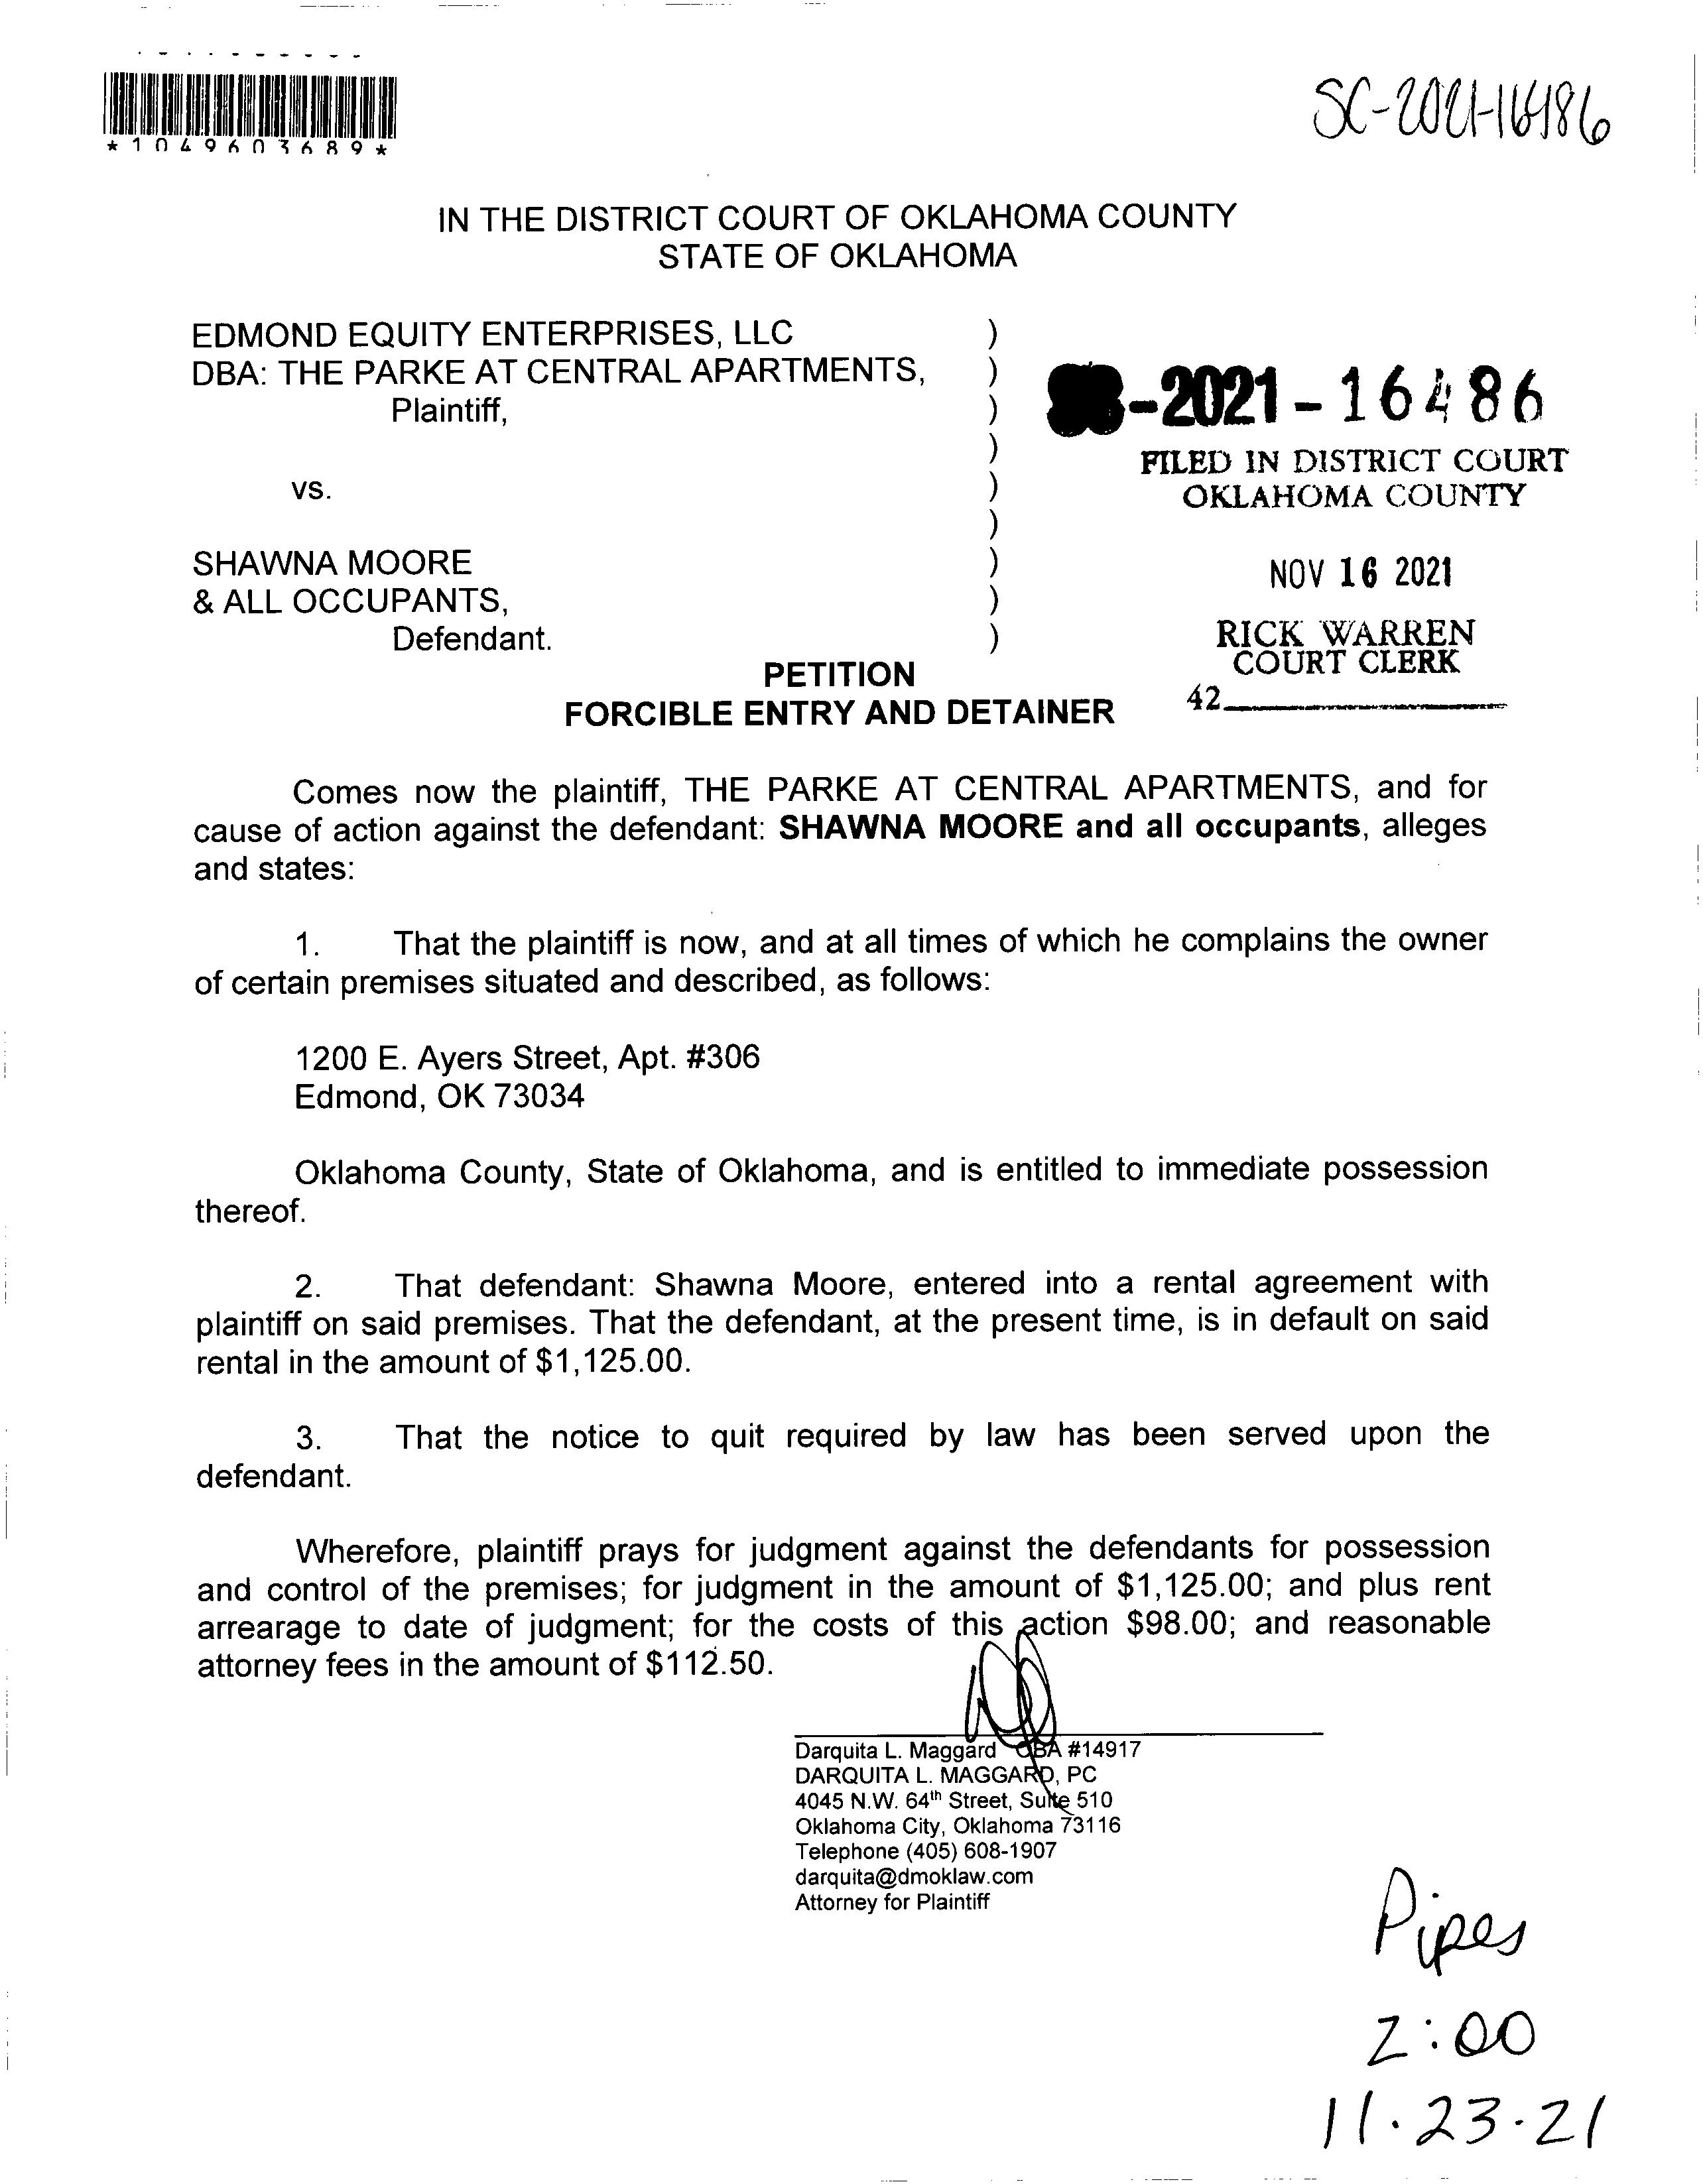 SC-2021-16486
*1049603689*
IN THE DISTRICT COURT OF OKLAHOMA COUNTY
STATE OF OKLAHOMA
EDMOND EQUITY ENTERPRISES, LLC )
DBA: THE PARKE AT CENTRAL APARTMENTS, )
Plaintiff, )
)
vs. )
)
SHAWNA MOORE )
& ALL OCCUPANTS, )
Defendant. )
-2021-16486
FILED IN DISTRICT COURT
OKLAHOMA COUNTY
NOV 16 2021
RICK WARREN
COURT CLERK
42
PETITION
FORCIBLE ENTRY AND DETAINER
Comes now the plaintiff, THE PARKE AT CENTRAL APARTMENTS, and for
cause of action against the defendant: SHAWNA MOORE and all occupants, alleges
and states:
1. That the plaintiff is now, and at all times of which he complains the owner
of certain premises situated and described, as follows:
1200 E. Ayers Street, Apt. #306
Edmond, OK 73034
Oklahoma County, State of Oklahoma, and is entitled to immediate possession
thereof.
2. That defendant: Shawna Moore, entered into a rental agreement with
plaintiff on said premises. That the defendant, at the present time, is in default on said
rental in the amount of $1,125.00.
3. That the notice to quit required by law has been served upon the
defendant.
Wherefore, plaintiff prays for judgment against the defendants for possession
and control of the premises; for judgment in the amount of $1,125.00; and plus rent
arrearage to date of judgment; for the costs of this action $98.00; and reasonable
attorney fees in the amount of $112.50.
Darquita L. Maggard OBA #14917
DARQUITA L. MAGGARD, PC
4045 N.W. 64th Street, Suite 510
Oklahoma City, Oklahoma 73116
Telephone (405) 608-1907
darquita@dmoklaw.com
Attorney for Plaintiff
Pipes
2:00
11.23.21